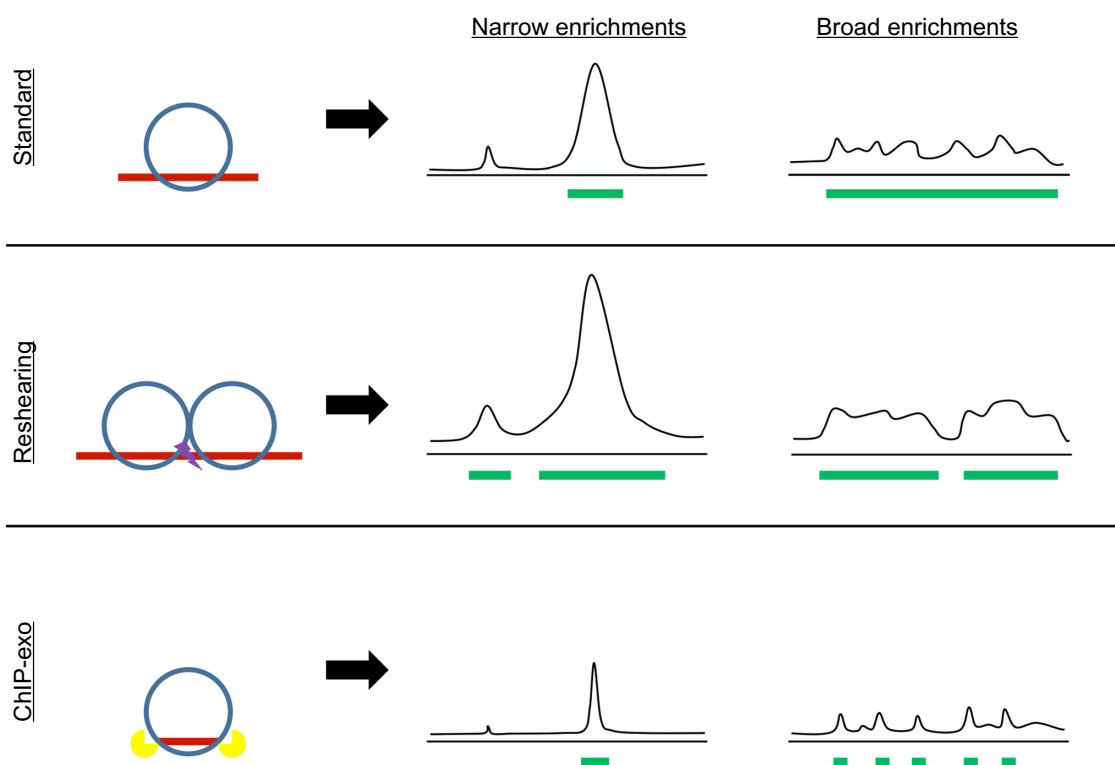 Narrow enrichments
Broad enrichments
Standard
Reshearing
ChIP-exo